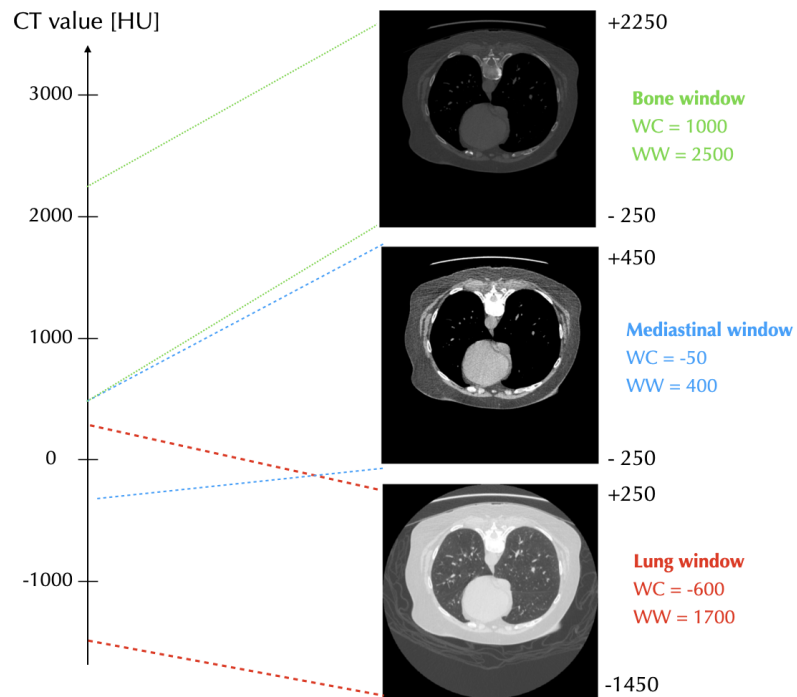 CT value [HU]
3000
2000
1000
0
-1000
+2250
Bone window
WC = 1000
WW = 2500
- 250
+450
Mediastinal window
WC = -50
WW = 400
- 250
+250
Lung window
WC = -600
WW = 1700
-1450